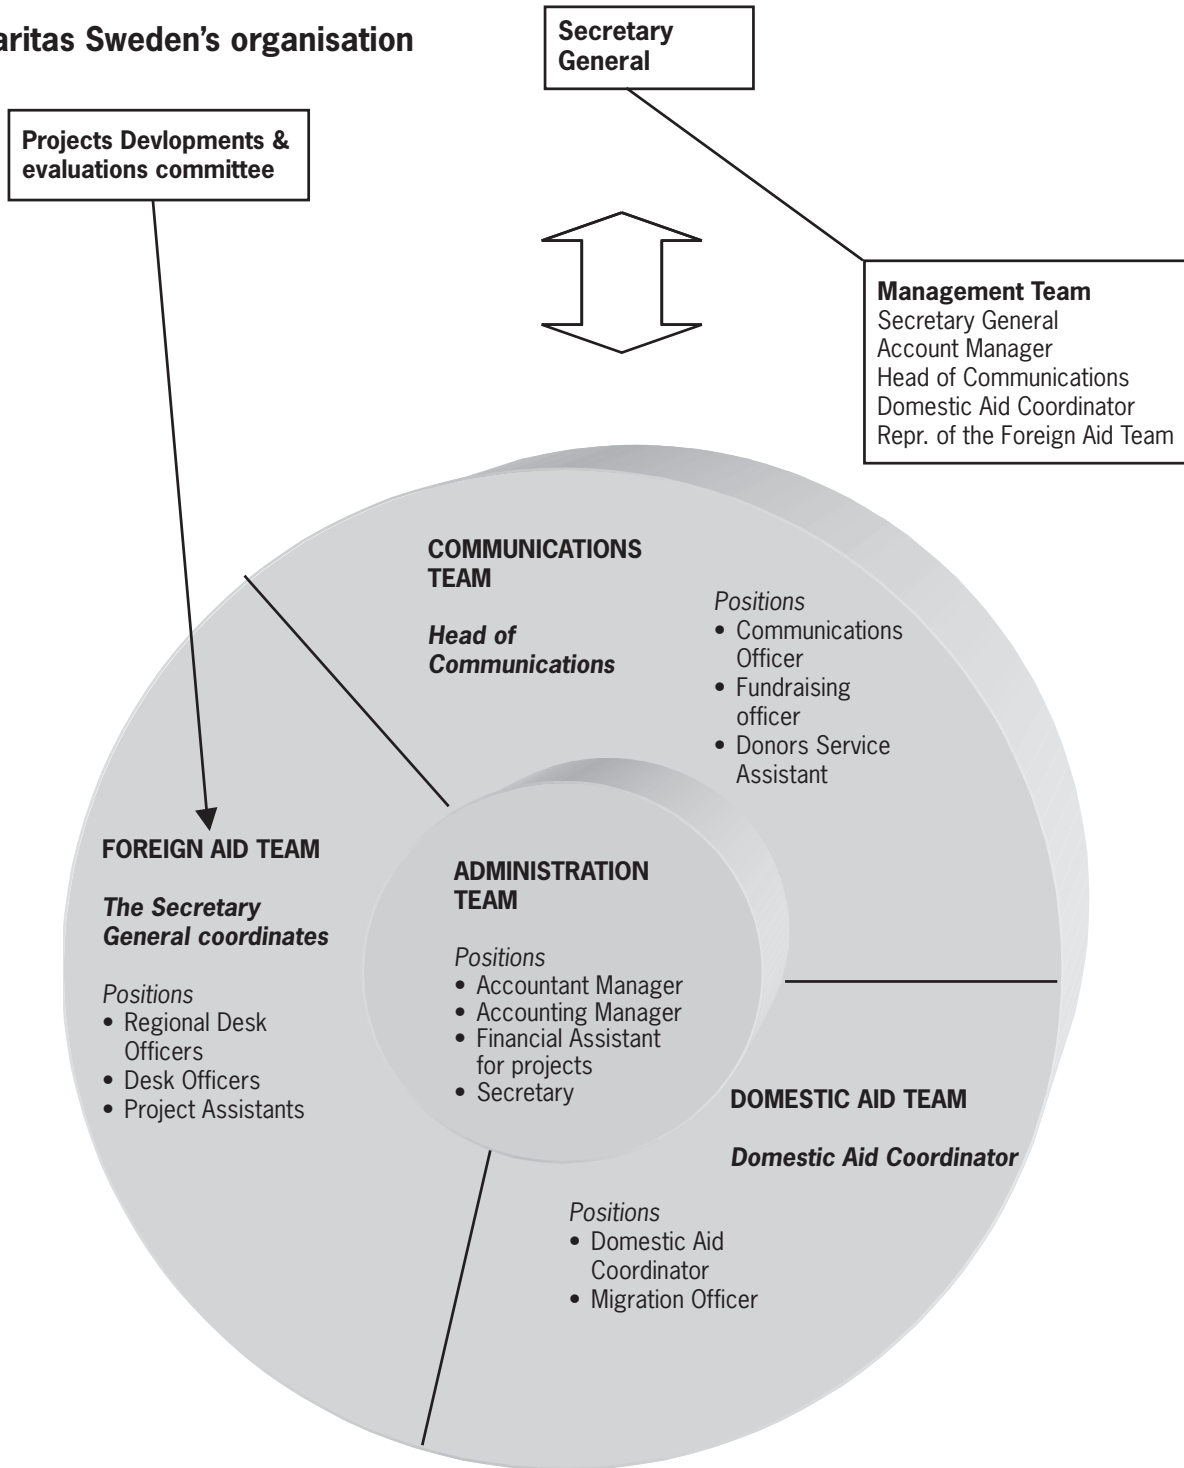 aritas Sweden's organisation
Secretary
General
Projects Devlopments &
evaluations committee
Management Team
Secretary General
Account Manager
Head of Communications
Domestic Aid Coordinator
Repr. of the Foreign Aid Team
COMMUNICATIONS
TEAM
Head of
Communications
Positions
• Communications
Officer
• Fundraising
officer
• Donors Service
Assistant
FOREIGN AID TEAM
The Secretary
General coordinates
Positions
• Regional Desk
Officers
• Desk Officers
• Project Assistants
ADMINISTRATION
TEAM
Positions
• Accountant Manager
• Accounting Manager
• Financial Assistant
for projects
• Secretary
DOMESTIC AID TEAM
Domestic Aid Coordinator
Positions
• Domestic Aid
Coordinator
• Migration Officer